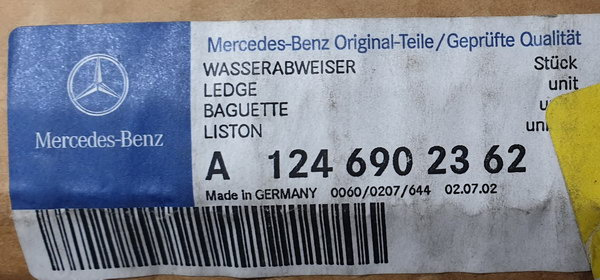 Mercedes-Benz
Mercedes-Benz Original-Teile/Geprüfte Qualität
WASSERABWEISER Stück
LEDGE unit
BAGUETTE
LISTON
A 124 690 23 62
Made in GERMANY 0060/0207/644 02.07.02